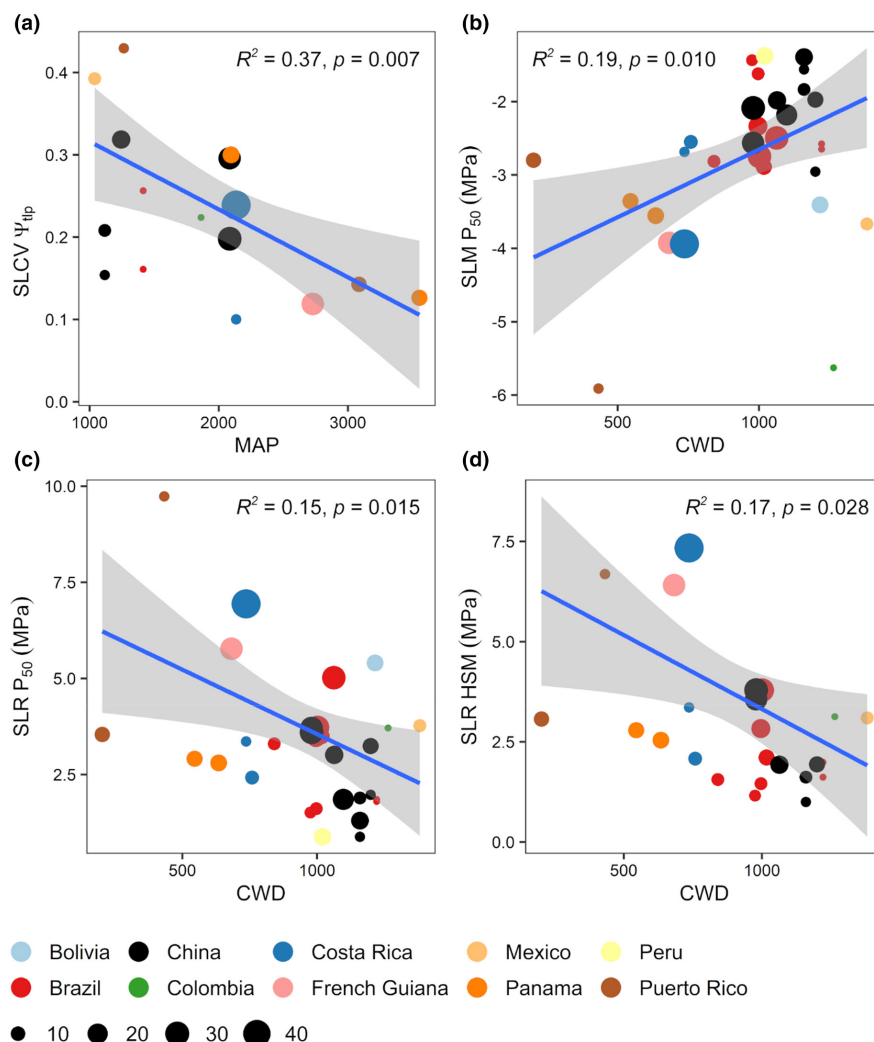 (a)
R² = 0.37, p = 0.007
0.4
0.3
0.2
0.1
0.0
SLCV Ψtlp
1000 2000 3000
MAP
(b)
R² = 0.19, p = 0.010
-2
-3
-4
-5
-6
SLM P₅₀ (MPa)
500 1000
CWD
(c)
R² = 0.15, p = 0.015
10.0
7.5
5.0
2.5
SLR P₅₀ (MPa)
500 1000
CWD
(d)
R² = 0.17, p = 0.028
7.5
5.0
2.5
0.0
SLR HSM (MPa)
500 1000
CWD
Bolivia China Costa Rica Mexico Peru
Brazil Colombia French Guiana Panama Puerto Rico
10 20 30 40